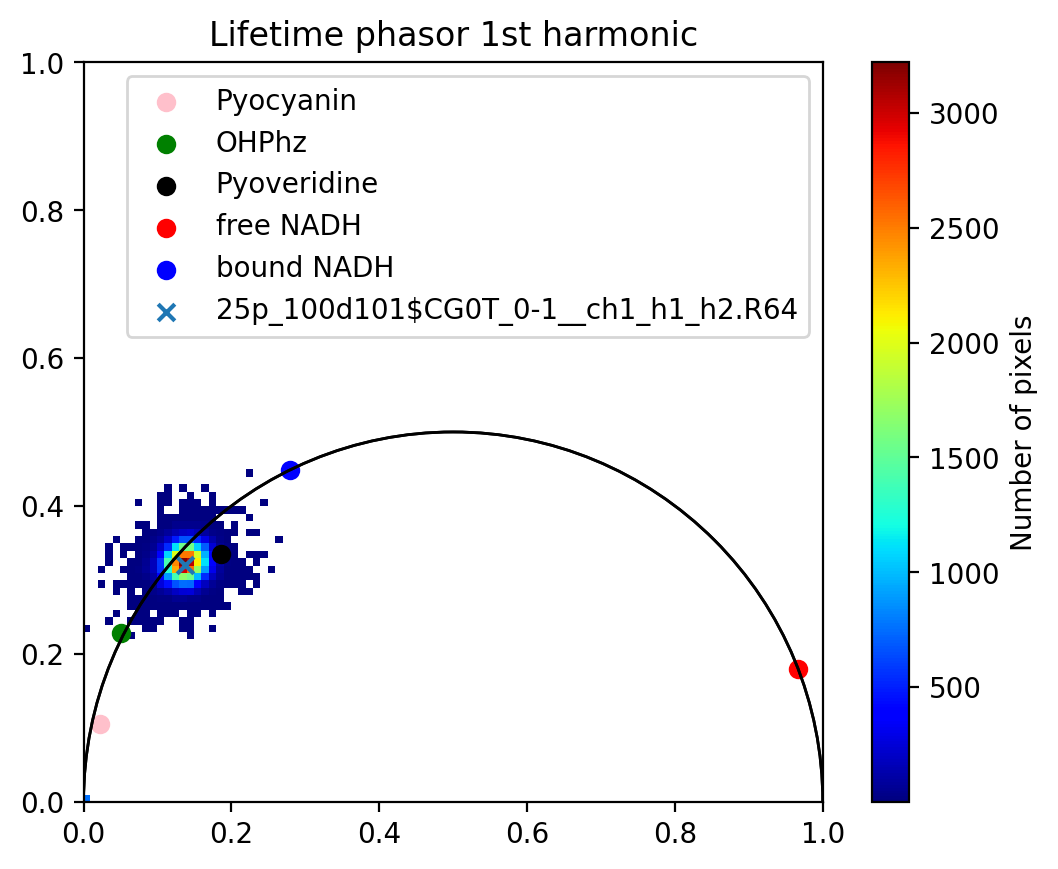 Lifetime phasor 1st harmonic
1.0
0.8
0.6
0.4
0.2
0.0
0.0 0.2 0.4 0.6 0.8 1.0
Pyocyanin
OHPhz
Pyoveridine
free NADH
bound NADH
25p_100d101$CG0T_0-1__ch1_h1_h2.R64
3000
2500
2000
1500
1000
500
Number of pixels